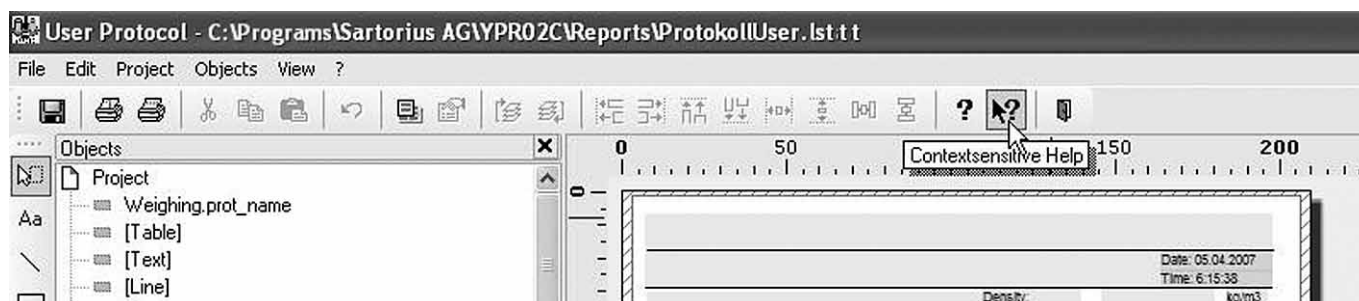 User Protocol - C:\Programs\Sartorius AG\YPR02C\Reports\ProtokollUser.lst:t t
File Edit Project Objects View ?
? ?
Contextsensitive Help
0 50 150 200
Objects
Project
Weighing.prot_name
[Table]
[Text]
[Line]
Aa
0
Date: 05.04.2007
Time: 6:15:38
Density: kg/m3